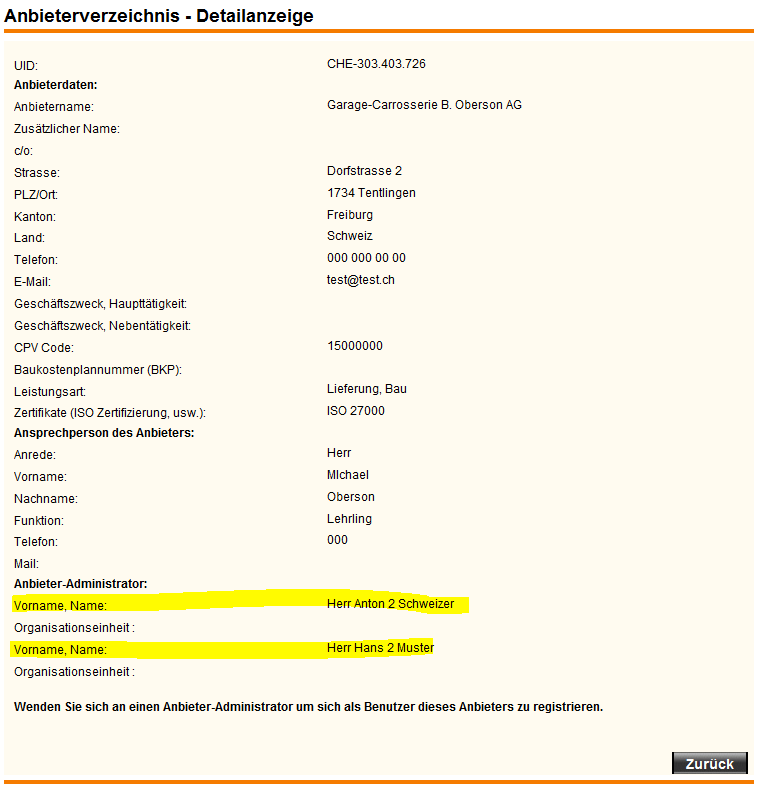 Anbieterverzeichnis - Detailanzeige
UID: CHE-303.403.726
Anbieterdaten:
Anbietername: Garage-Carrosserie B. Oberson AG
Zusätzlicher Name:
c/o:
Strasse: Dorfstrasse 2
PLZ/Ort: 1734 Tentlingen
Kanton: Freiburg
Land: Schweiz
Telefon: 000 000 00 00
E-Mail: test@test.ch
Geschäftszweck, Haupttätigkeit:
Geschäftszweck, Nebentätigkeit:
CPV Code: 15000000
Baukostenplannummer (BKP):
Leistungsart: Lieferung, Bau
Zertifikate (ISO Zertifizierung, usw.): ISO 27000
Ansprechperson des Anbieters:
Anrede: Herr
Vorname: MIchael
Nachname: Oberson
Funktion: Lehrling
Telefon: 000
Mail:
Anbieter-Administrator:
Vorname, Name: Herr Anton 2 Schweizer
Organisationseinheit :
Vorname, Name: Herr Hans 2 Muster
Organisationseinheit :
Wenden Sie sich an einen Anbieter-Administrator um sich als Benutzer dieses Anbieters zu registrieren.
Zurück